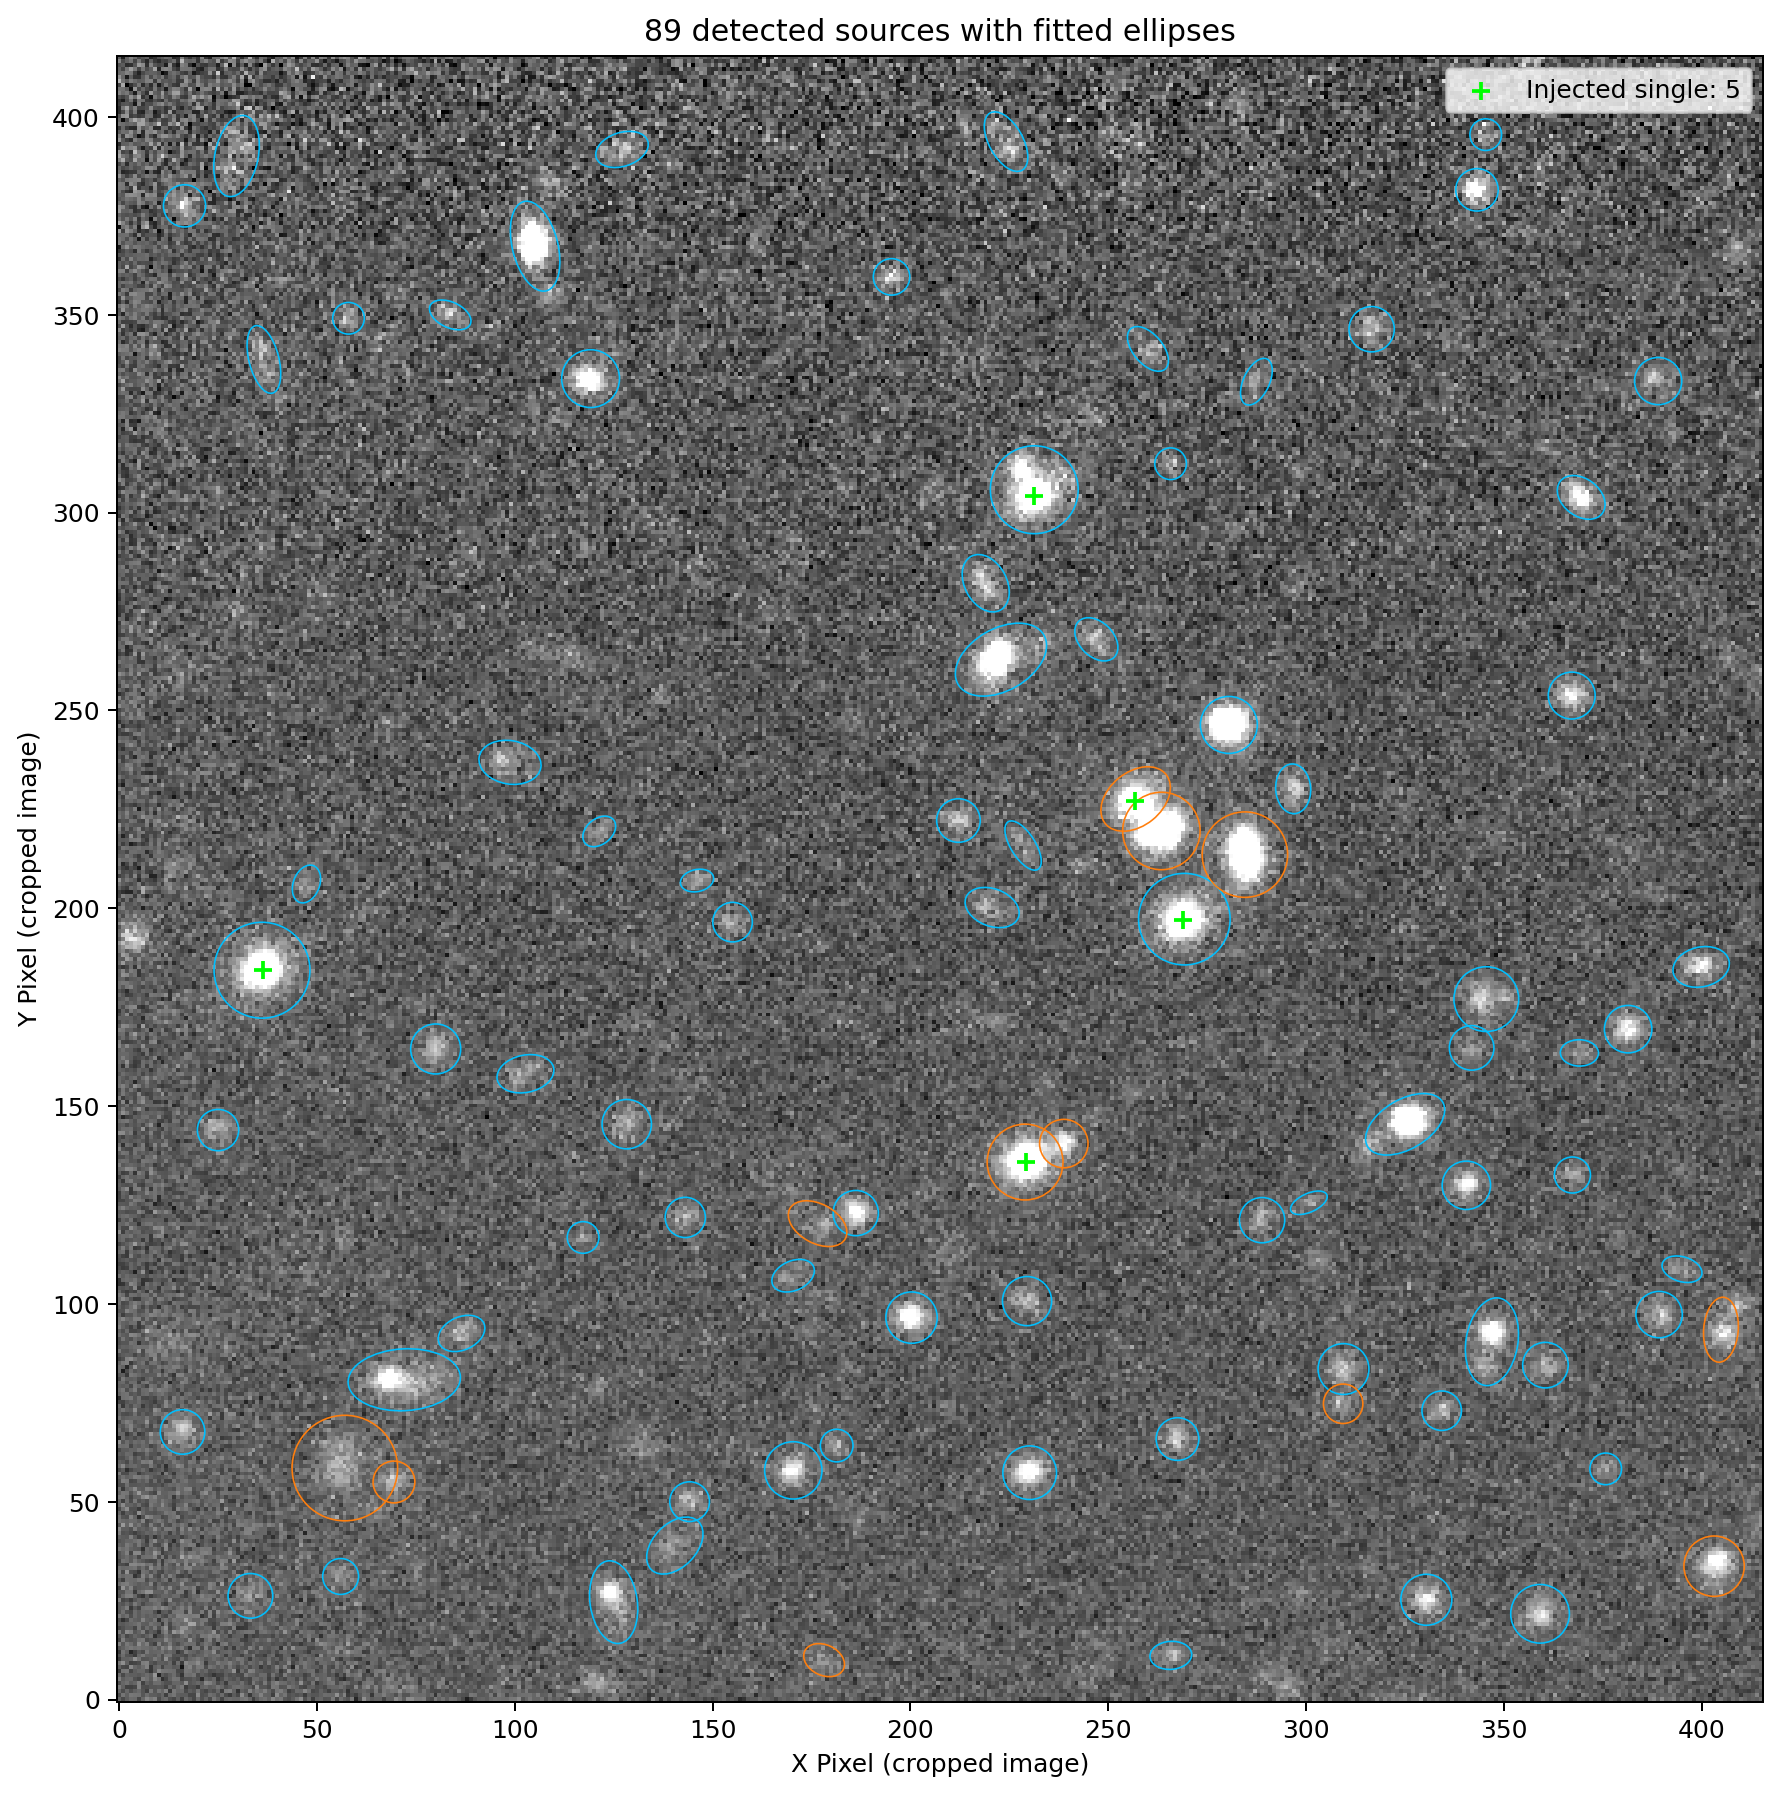 89 detected sources with fitted ellipses
Injected single: 5
400
350
300
250
200
150
100
50
0
Y Pixel (cropped image)
0 50 100 150 200 250 300 350 400
X Pixel (cropped image)